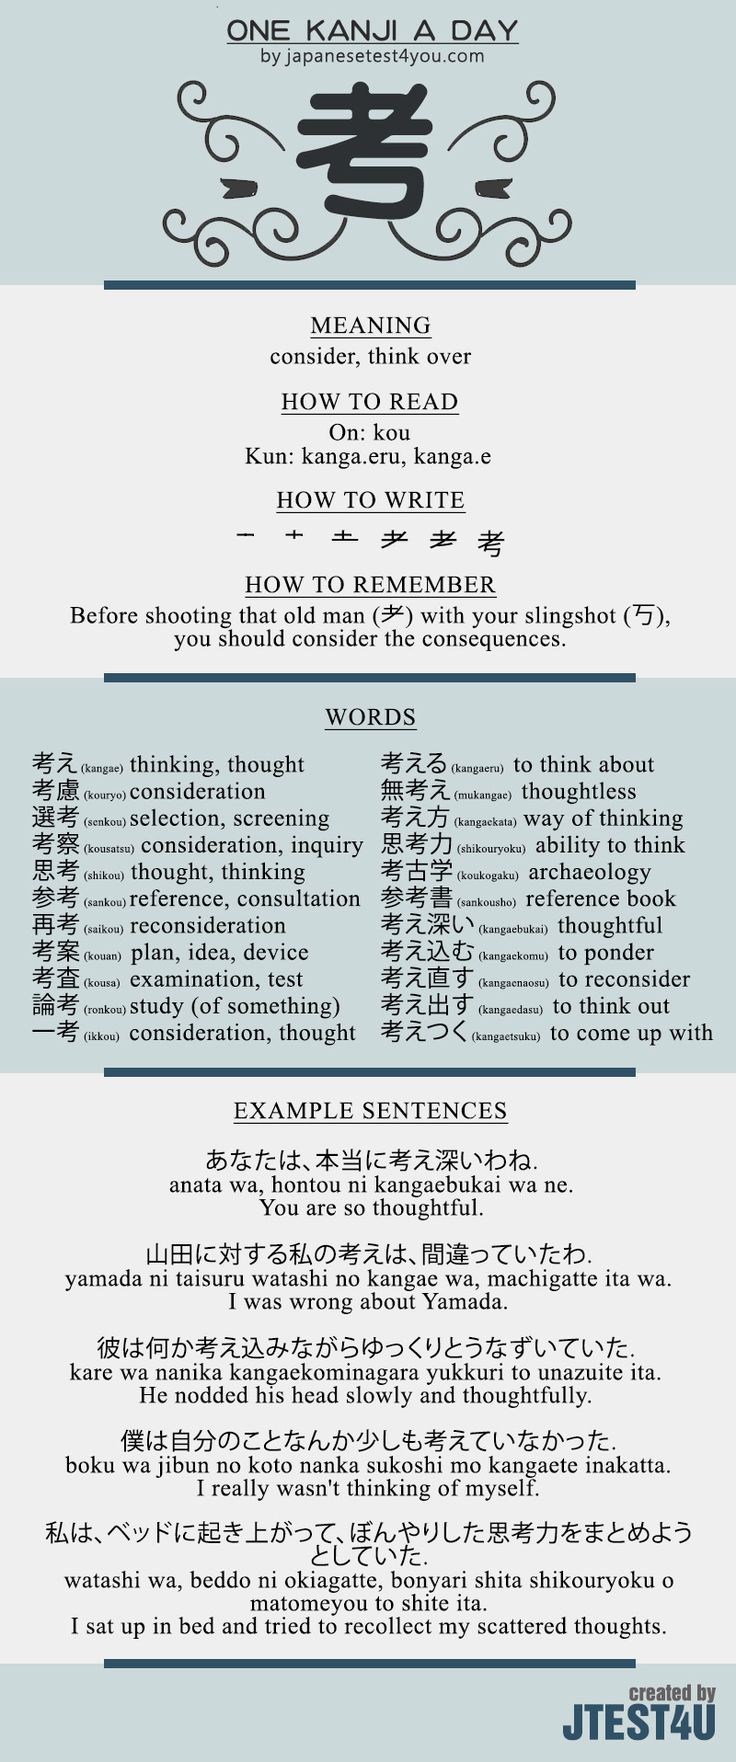 ONE KANJI A DAY
by japanesetest4you.com
考
MEANING
consider, think over
HOW TO READ
On: kou
Kun: kanga.eru, kanga.e
HOW TO WRITE
考
HOW TO REMEMBER
Before shooting that old man (耂) with your slingshot (丂),
you should consider the consequences.
WORDS
考え (kangae) thinking, thought
考慮 (kouryo) consideration
選考 (senkou) selection, screening
考察 (kousatsu) consideration, inquiry
思考 (shikou) thought, thinking
参考 (sankou) reference, consultation
再考 (saikou) reconsideration
考案 (kouan) plan, idea, device
考査 (kousa) examination, test
論考 (ronkou) study (of something)
一考 (ikkou) consideration, thought
考える (kangaeru) to think about
無考え (mukangae) thoughtless
考え方 (kangaekata) way of thinking
思考力 (shikouryoku) ability to think
考古学 (koukogaku) archaeology
参考書 (sankousho) reference book
考え深い (kangaebukai) thoughtful
考え込む (kangaekomu) to ponder
考え直す (kangaenaosu) to reconsider
考え出す (kangaedasu) to think out
考えつく (kangaetsuku) to come up with
EXAMPLE SENTENCES
あなたは、本当に考え深いわね.
anata wa, hontou ni kangaebukai wa ne.
You are so thoughtful.
山田に対する私の考えは、間違っていたわ.
yamada ni taisuru watashi no kangae wa, machigatte ita wa.
I was wrong about Yamada.
彼は何か考え込みながらゆっくりとうなずいていた.
kare wa nanika kangaekominagara yukkuri to unazuite ita.
He nodded his head slowly and thoughtfully.
僕は自分のことなんか少しも考えていなかった.
boku wa jibun no koto nanka sukoshi mo kangaete inakatta.
I really wasn't thinking of myself.
私は、ベッドに起き上がって、ぼんやりした思考力をまとめよう
としていた.
watashi wa, beddo ni okiagatte, bonyari shita shikouryoku o
matomeyou to shite ita.
I sat up in bed and tried to recollect my scattered thoughts.
created by
JTEST4U